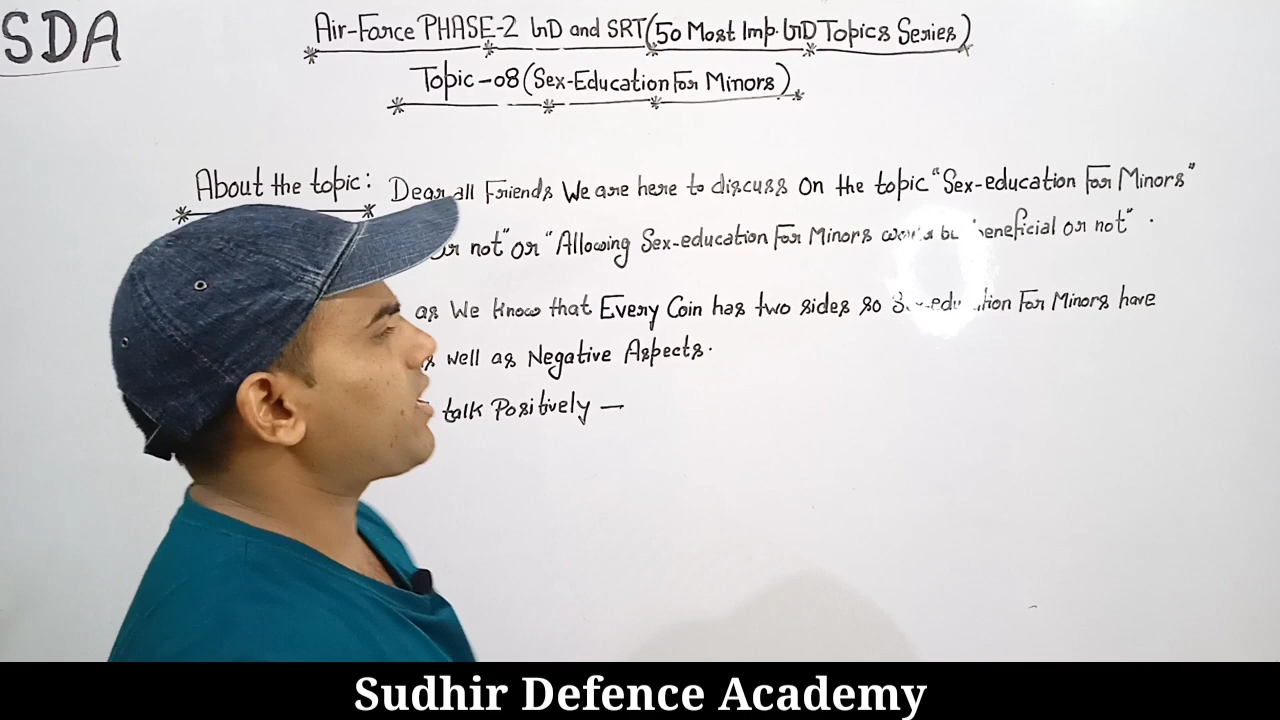 SDA
Air-Force PHASE-2 GD and SRT(50 Most Imp. GD Topics Series)
Topic-08(Sex-Education For Minors)
About the topic: Dear all Friends We are here to discuss on the topic "Sex-education For Minors"
or not" or "Allowing Sex-education For Minors would be beneficial or not".
as We know that Every Coin has two sides so For Minors have
well as Negative Aspects.
talk Positively —
Sudhir Defence Academy